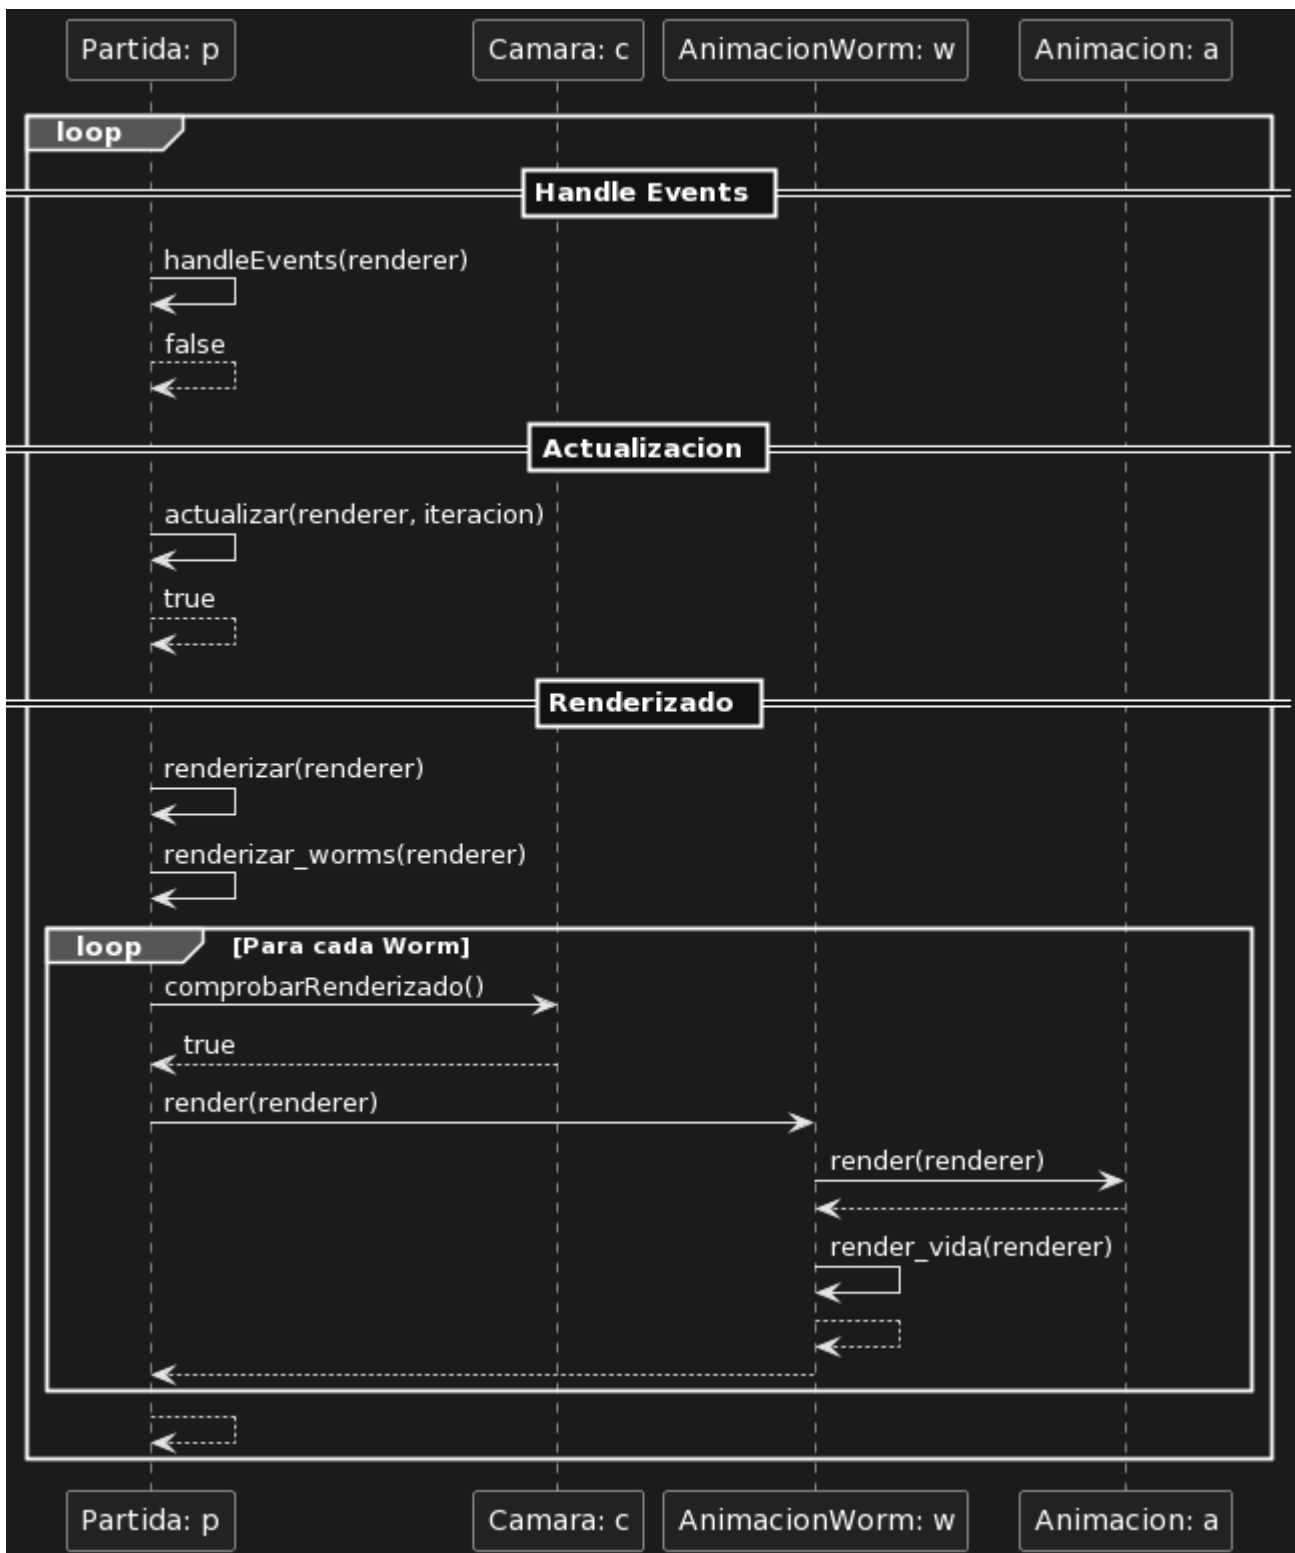 Partida: p
Camara: c
AnimacionWorm: w
Animacion: a
loop
Handle Events
handleEvents(renderer)
false
Actualizacion
actualizar(renderer, iteracion)
true
Renderizado
renderizar(renderer)
renderizar_worms(renderer)
loop [Para cada Worm]
comprobarRenderizado()
true
render(renderer)
render(renderer)
render_vida(renderer)
Partida: p
Camara: c
AnimacionWorm: w
Animacion: a